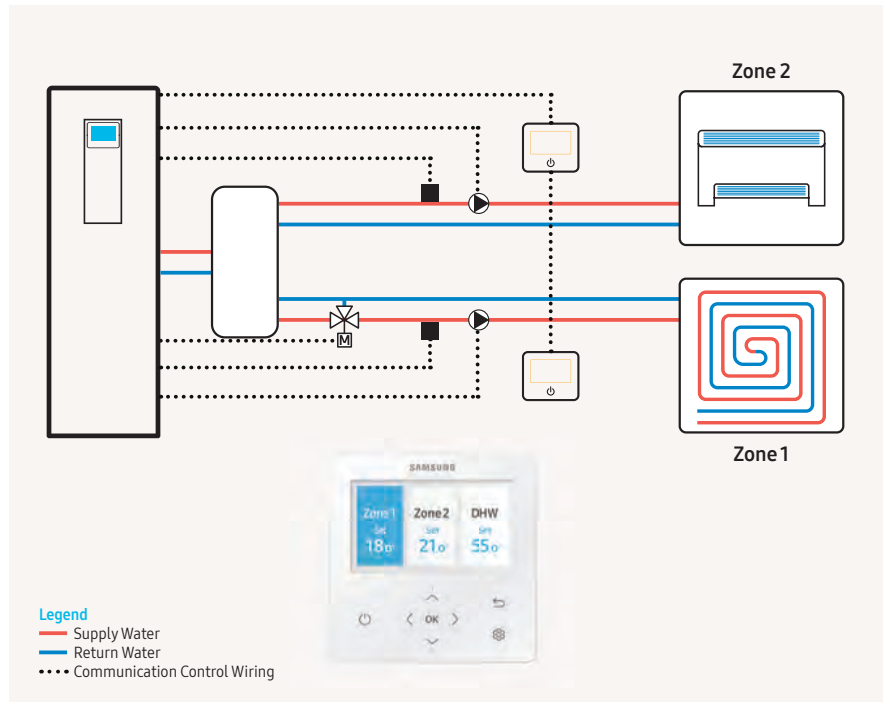 Zone 2
M
Zone 1
SAMSUNG
Zone 1
Zone 2
DHW
Set
Set
Set
18
21
55
OK
Legend
Supply Water
Return Water
Communication Control Wiring